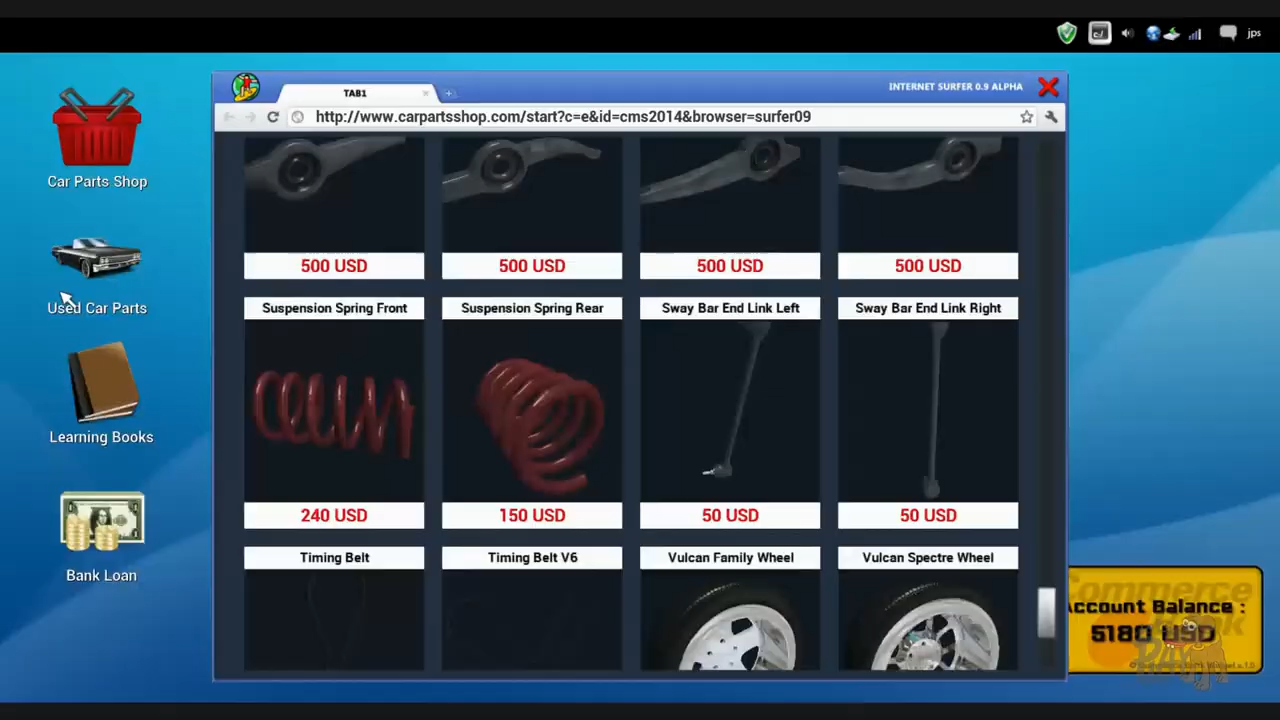 jps
TAB1
INTERNET SURFER 0.9 ALPHA
http://www.carpartsshop.com/start?c=e&id=cms2014&browser=surfer09
Car Parts Shop
Used Car Parts
Learning Books
Bank Loan
500 USD
500 USD
500 USD
500 USD
Suspension Spring Front
Suspension Spring Rear
Sway Bar End Link Left
Sway Bar End Link Right
240 USD
150 USD
50 USD
50 USD
Timing Belt
Timing Belt V6
Vulcan Family Wheel
Vulcan Spectre Wheel
Commerce
Account Balance :
5180 USD